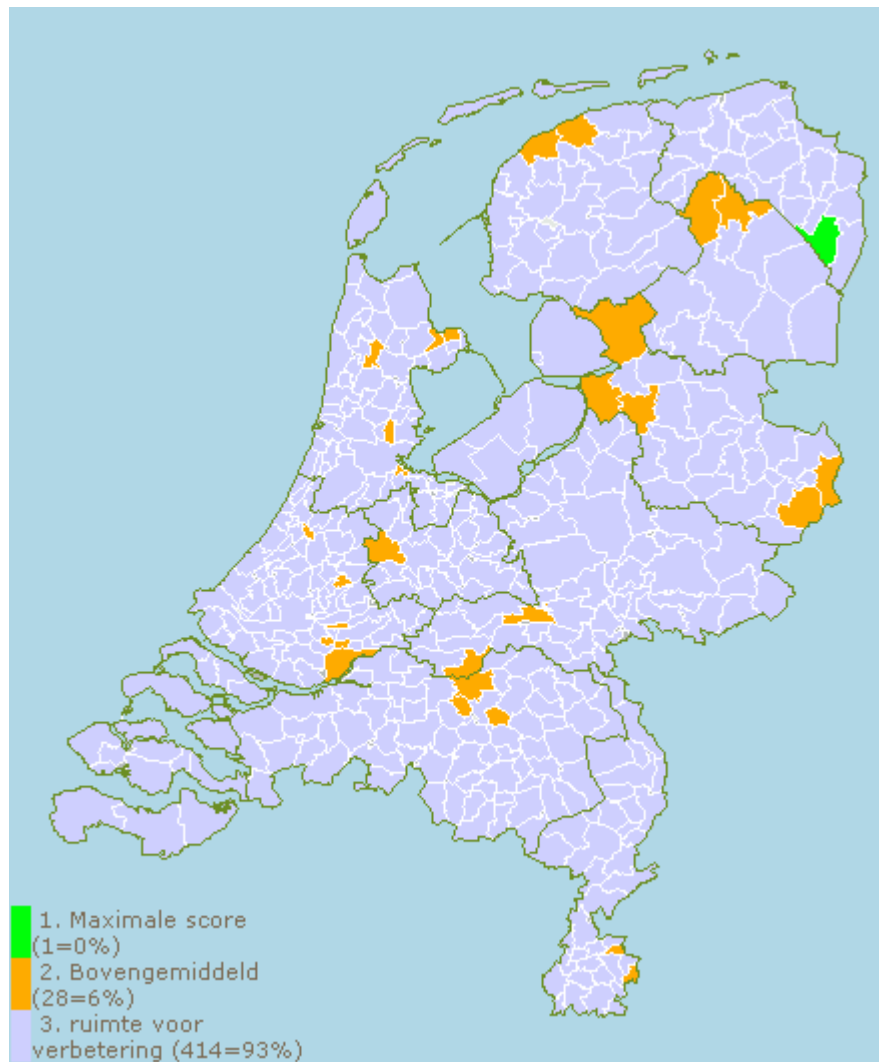 1. Maximale score
(1=0%)
2. Bovengemiddeld
(28=6%)
3. ruimte voor
verbetering (414=93%)